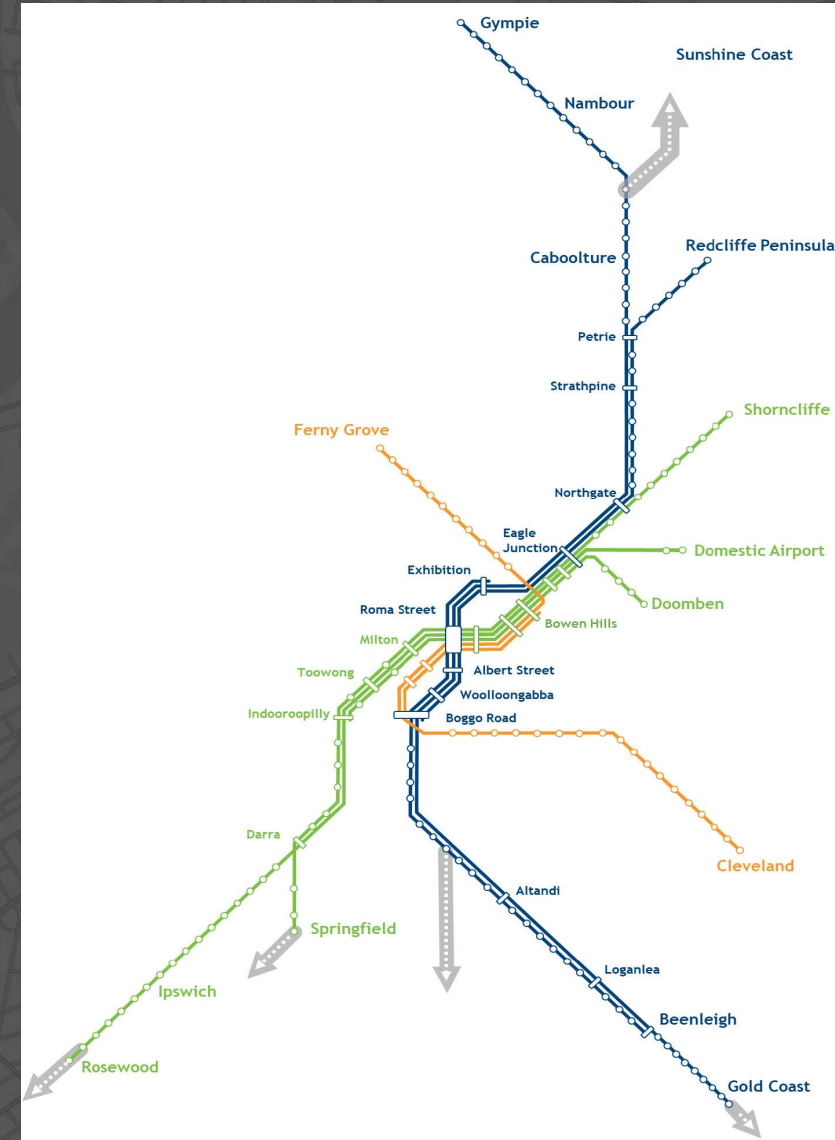 Gympie
Sunshine Coast
Nambour
Redcliffe Peninsula
Caboolture
Petrie
Strathpine
Shorncliffe
Ferny Grove
Northgate
Eagle
Junction
Domestic Airport
Exhibition
Doomben
Roma Street
Bowen Hills
Milton
Toowong
Albert Street
Woolloongabba
Indooroopilly
Boggo Road
Darra
Cleveland
Altandi
Springfield
Loganlea
Ipswich
Beenleigh
Rosewood
Gold Coast